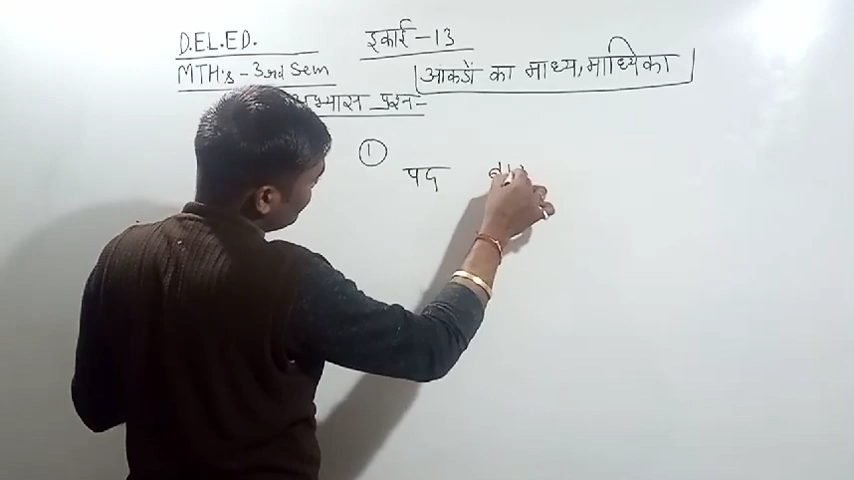 D.EL.ED. इकाई-13
MTH's - 3rd Sem आंकडों का माध्य, माध्यिका
अभ्यास प्रश्न-
① पद